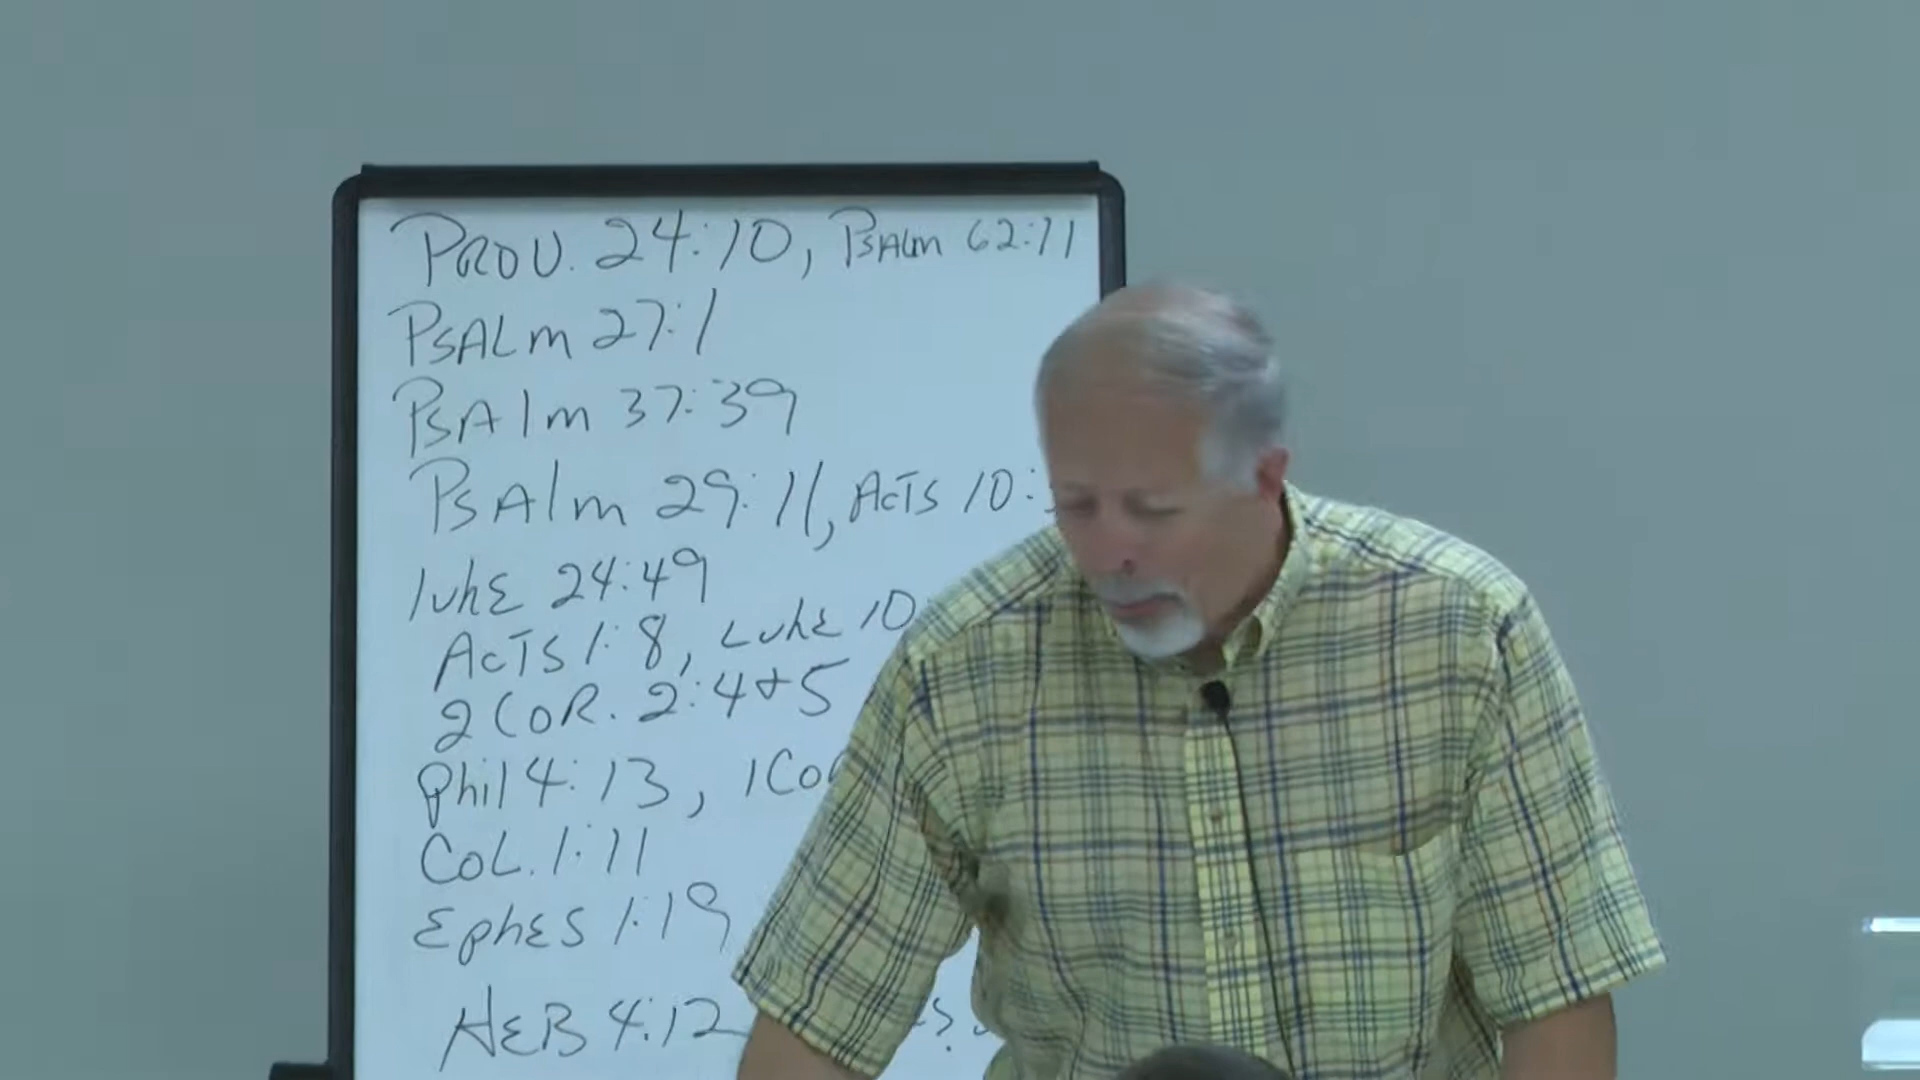 PROV. 24:10, PSALM 62:11
PSALM 27:1
PSAlm 37:39
PSAlm 29:11, ACTS 10:
lukE 24:49
ACTS 1:8, LukE 10
2 COR. 2:4+5
Phil 4:13, 1 Co
COL. 1:11
EphES 1:19
HEB 4:12